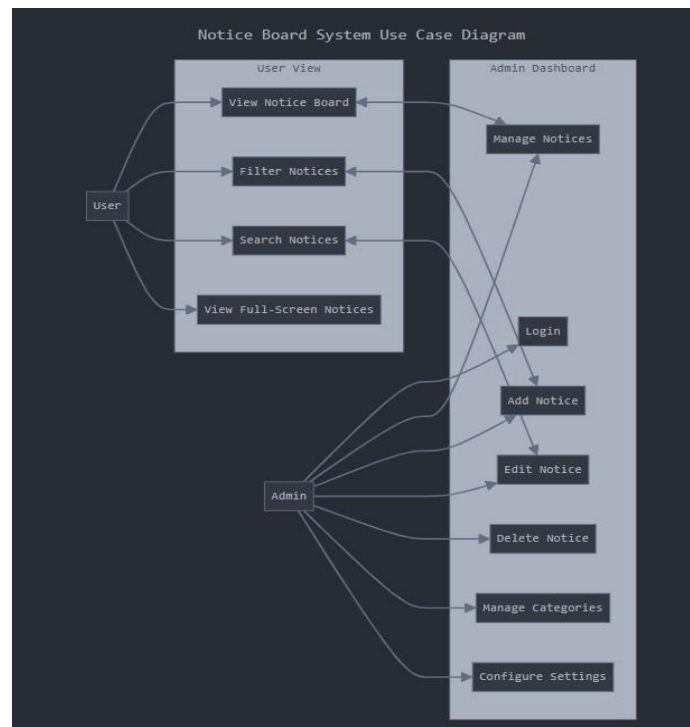 Notice Board System Use Case Diagram
User View
Admin Dashboard
View Notice Board
Manage Notices
Filter Notices
User
Search Notices
View Full-Screen Notices
Login
Add Notice
Edit Notice
Admin
Delete Notice
Manage Categories
Configure Settings